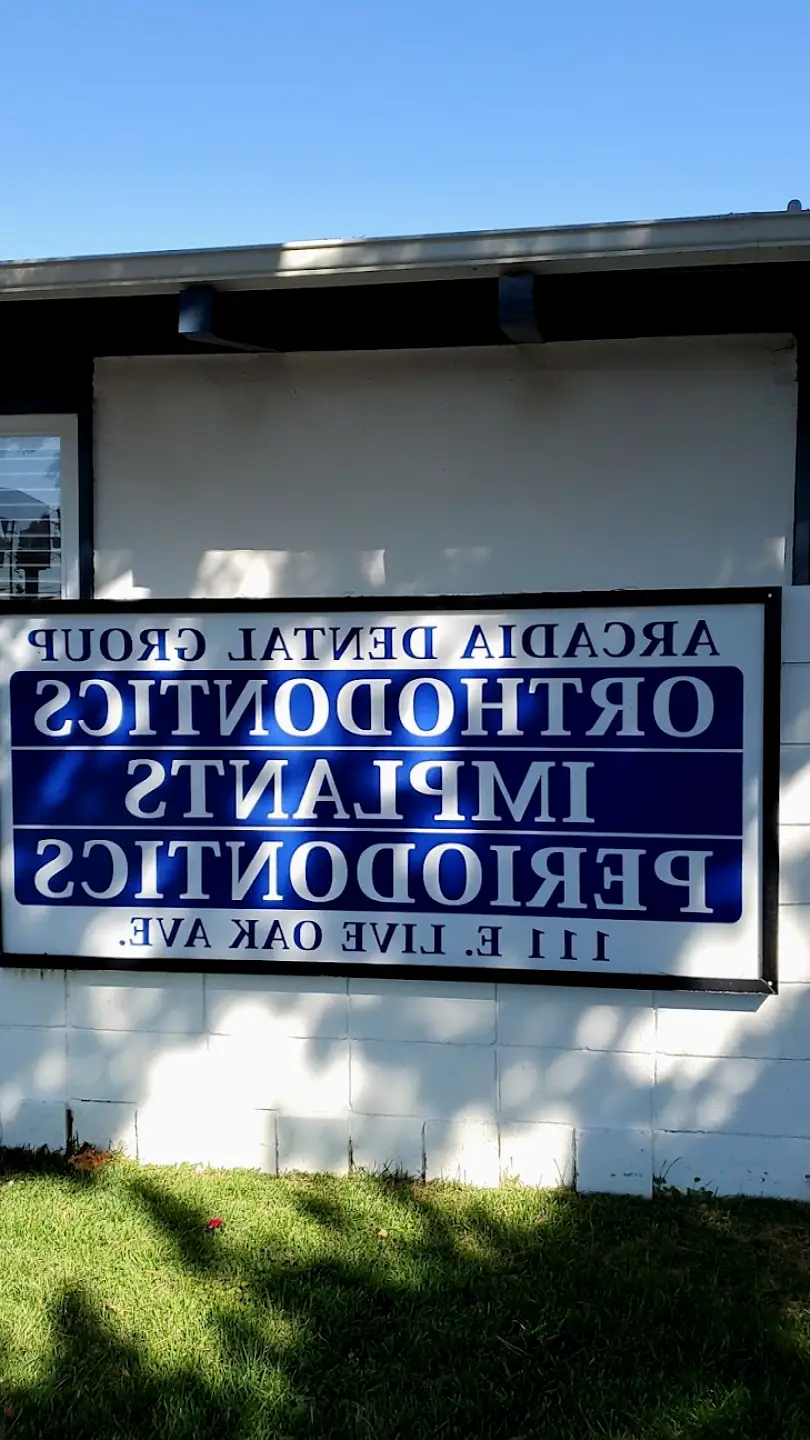 ARCADIA DENTAL GROUP
ORTHODONTICS
IMPLANTS
PERIODONTICS
111 E. LIVE OAK AVE.